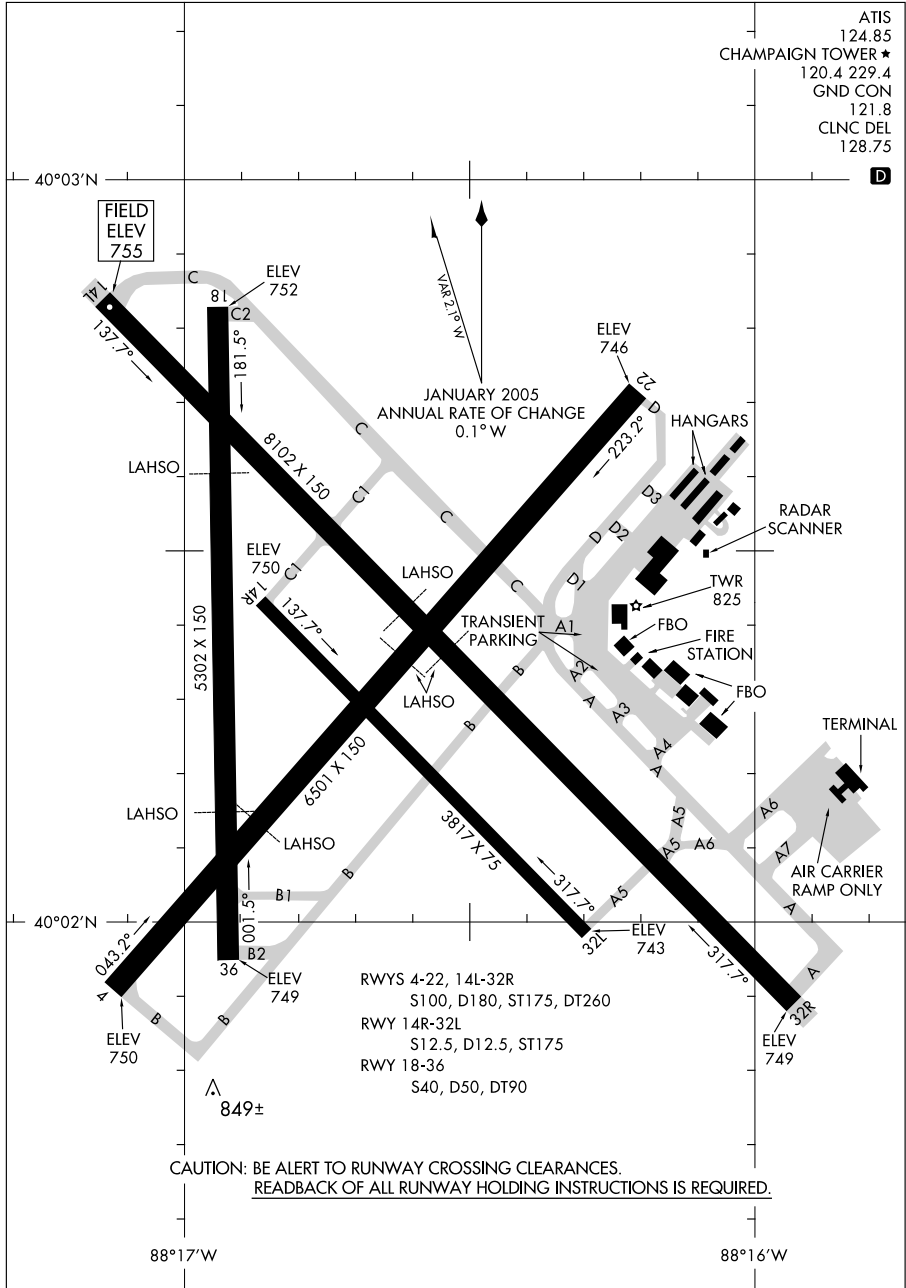 ATIS
124.85
CHAMPAIGN TOWER ★
120.4 229.4
GND CON
121.8
CLNC DEL
128.75
D
40°03'N
FIELD
ELEV
755
C
ELEV
752
14L
18
C2
137.7°
181.5°
VAR 2.1° W
ELEV
746
22
JANUARY 2005
ANNUAL RATE OF CHANGE
0.1° W
D
HANGARS
223.2°
C
8102 X 150
LAHSO
C1
D3
C
RADAR
SCANNER
D
D2
ELEV
750
C1
LAHSO
14R
D1
C
TWR
825
137.7°
TRANSIENT
PARKING
A1
FBO
FIRE
STATION
5302 X 150
B
A2
FBO
LAHSO
A
A3
B
TERMINAL
A4
A
6501 X 150
LAHSO
3817 X 75
A5
A6
LAHSO
A5
A6
A7
B
AIR CARRIER
RAMP ONLY
001.5°
B1
317.7°
A5
A
40°02'N
043.2°
32L
ELEV
743
317.7°
B2
36
A
4
ELEV
749
RWYS 4-22, 14L-32R
S100, D180, ST175, DT260
RWY 14R-32L
S12.5, D12.5, ST175
RWY 18-36
S40, D50, DT90
32R
B
B
ELEV
750
ELEV
749
849±
CAUTION: BE ALERT TO RUNWAY CROSSING CLEARANCES.
READBACK OF ALL RUNWAY HOLDING INSTRUCTIONS IS REQUIRED.
88°17'W
88°16'W